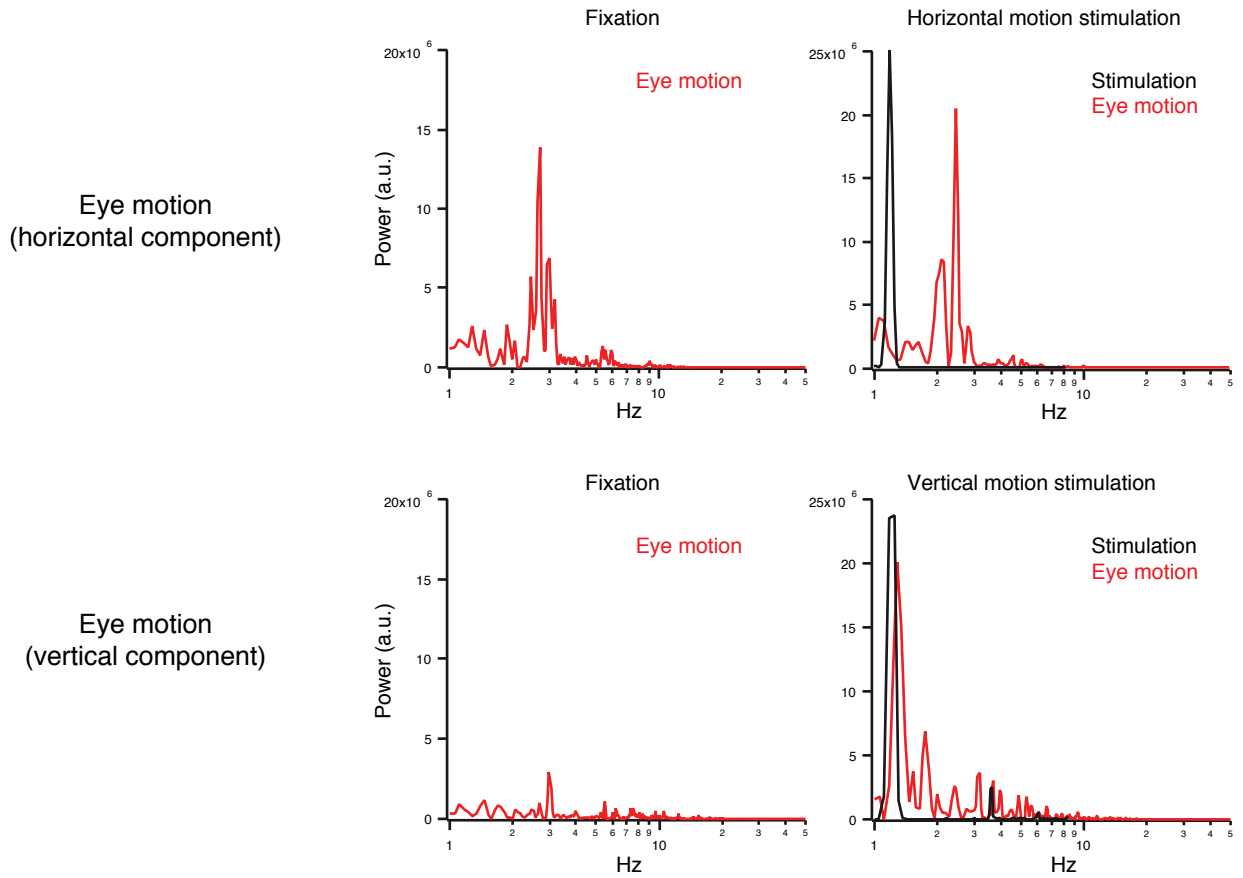 Fixation
Horizontal motion stimulation
20x10 6
Eye motion
15
10
5
0
Power (a.u.)
1 2 3 4 5 6 7 8 9 10 2 3 4 5
Hz
25x10 6
Stimulation
Eye motion
20
15
10
5
0
1 2 3 4 5 6 7 8 9 10 2 3 4 5
Hz
Eye motion
(horizontal component)
Fixation
Vertical motion stimulation
20x10 6
Eye motion
15
10
5
0
Power (a.u.)
1 2 3 4 5 6 7 8 9 10 2 3 4 5
Hz
25x10 6
Stimulation
Eye motion
20
15
10
5
0
1 2 3 4 5 6 7 8 9 10 2 3 4 5
Hz
Eye motion
(vertical component)